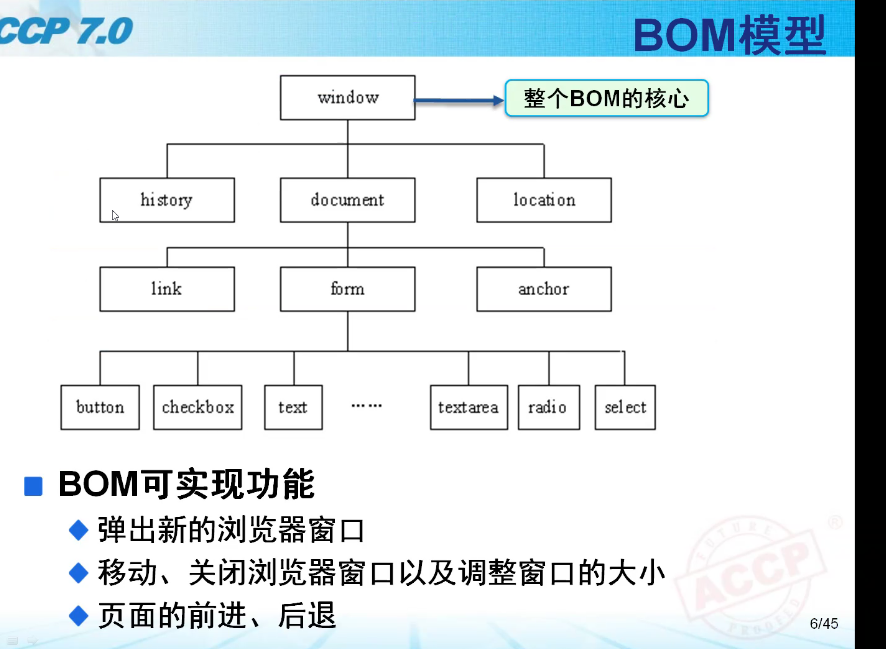 CCP 7.0
BOM模型
window
整个BOM的核心
history
document
location
link
form
anchor
button
checkbox
text
……
textarea
radio
select
BOM可实现功能
弹出新的浏览器窗口
移动、关闭浏览器窗口以及调整窗口的大小
页面的前进、后退
FUTURE
ACCP
®
6/45